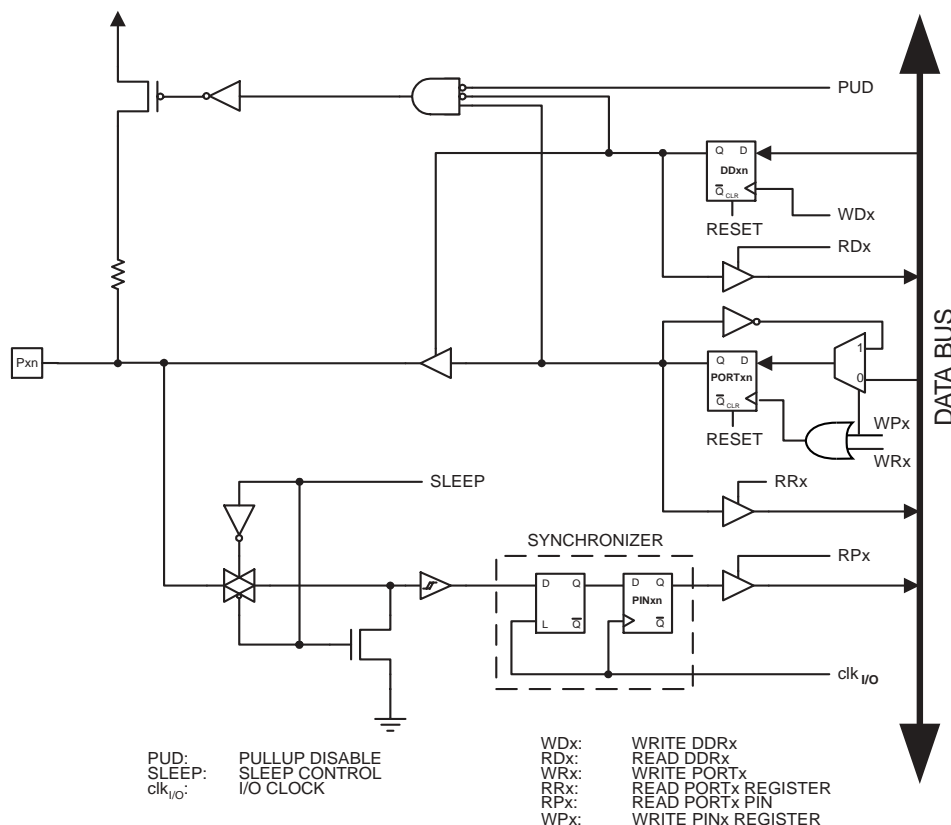 PUD
Q D
DDxn
Q CLR
WDx
RESET
RDx
Pxn
1
Q D
PORTxn
0
Q CLR
WPx
RESET
WRx
RRx
SLEEP
SYNCHRONIZER
RPx
D Q
D Q
PINxn
L Q
Q
clk I/O
DATA BUS
PUD: PULLUP DISABLE
SLEEP: SLEEP CONTROL
clkI/O: I/O CLOCK
WDx: WRITE DDRx
RDx: READ DDRx
WRx: WRITE PORTx
RRx: READ PORTx REGISTER
RPx: READ PORTx PIN
WPx: WRITE PINx REGISTER